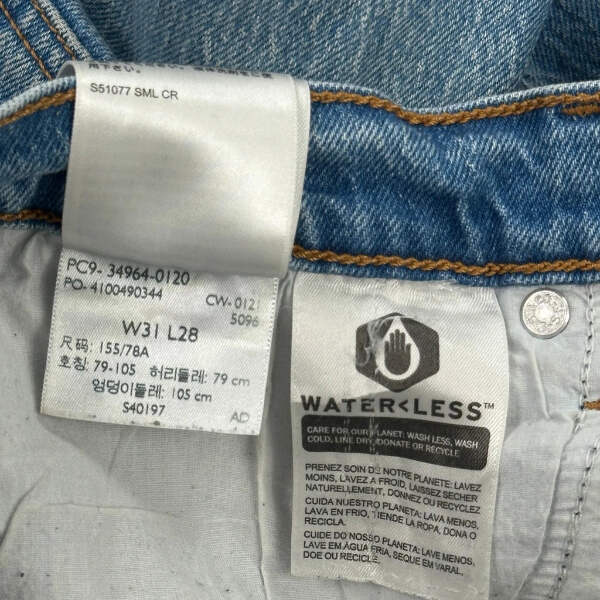 S51077 SML CR
PC9- 34964-0120
PO- 4100490344
CW- 0121
5096
W31 L28
尺码: 155/78A
호칭: 79-105 허리둘레: 79 cm
엉덩이둘레: 105 cm
S40197
AD
WATER<LESS™
CARE FOR OUR PLANET: WASH LESS, WASH
COLD, LINE DRY, DONATE OR RECYCLE
PRENEZ SOIN DE NOTRE PLANETE: LAVEZ
MOINS, LAVEZ A FROID, LAISSEZ SECHER
NATURELLEMENT, DONNEZ OU RECYCLEZ
CUIDA NUESTRO PLANETA: LAVA MENOS,
LAVA EN FRIO, TIENDE LA ROPA, DONA O
RECICLA.
CUIDE DO NOSSO PLANETA: LAVE MENOS,
LAVE EM ÁGUA FRIA, SEQUE EM VARAL,
DOE OU RECICLE.